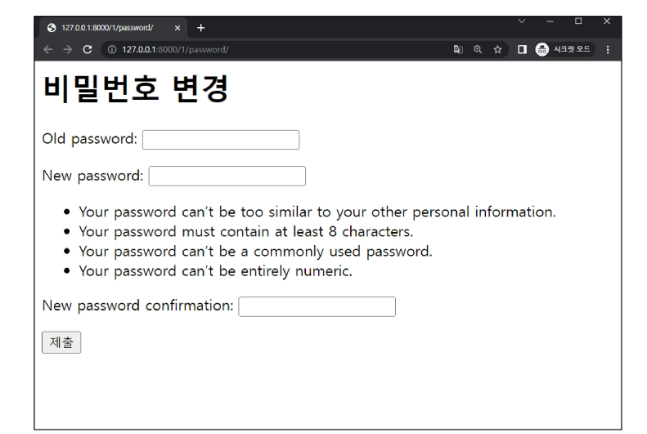 127.0.0.1:8000/1/password/
127.0.0.1:8000/1/password/
시크릿 모드
비밀번호 변경
Old password:
New password:
• Your password can't be too similar to your other personal information.
• Your password must contain at least 8 characters.
• Your password can't be a commonly used password.
• Your password can't be entirely numeric.
New password confirmation:
제출